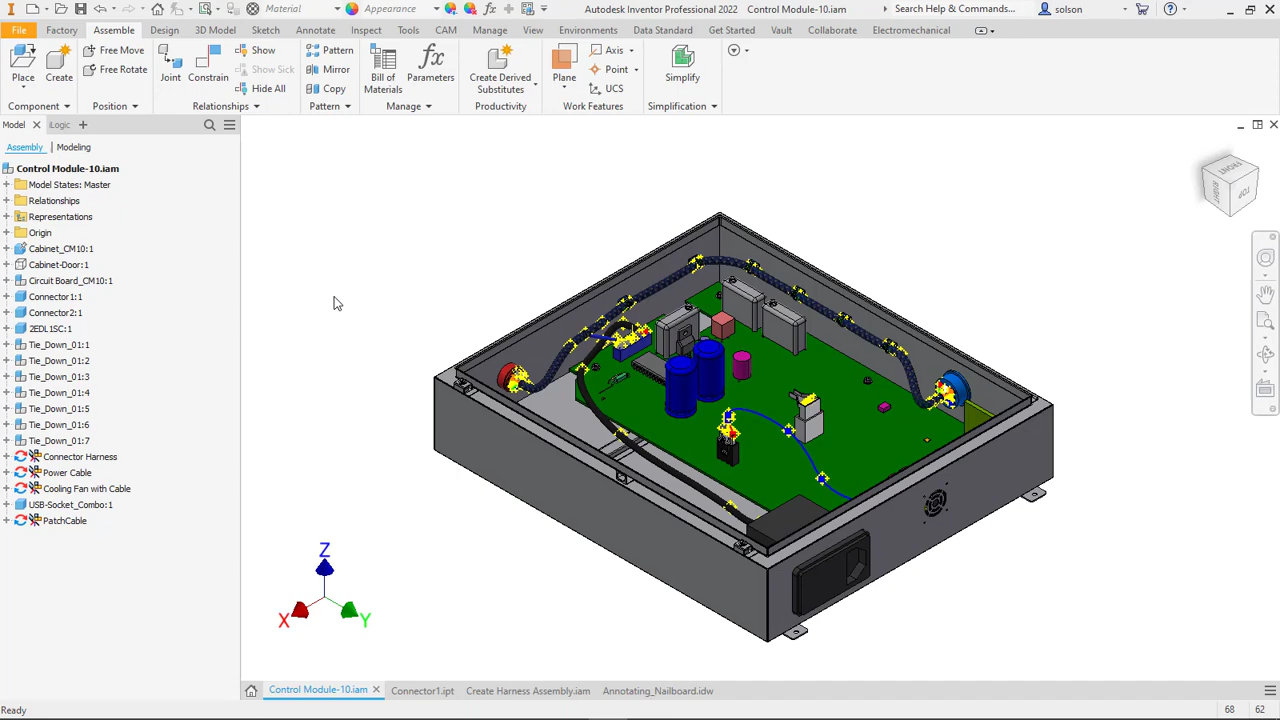 Material
Appearance
Autodesk Inventor Professional 2022 Control Module-10.iam
Search Help & Commands...
solson
File Factory Assemble Design 3D Model Sketch Annotate Inspect Tools CAM Manage View Environments Data Standard Get Started Vault Collaborate Electromechanical
Place
Create
Free Move
Free Rotate
Component
Position
Joint
Constrain
Show
Show Sick
Hide All
Relationships
Pattern
Mirror
Copy
Pattern
Bill of
Materials
Parameters
Manage
Create Derived
Substitutes
Productivity
Plane
Axis
Point
UCS
Work Features
Simplify
Simplification
Model
iLogic
Assembly
Modeling
Control Module-10.iam
Model States: Master
Relationships
Representations
Origin
Cabinet_CM10:1
Cabinet-Door:1
Circuit Board_CM10:1
Connector1:1
Connector2:1
2EDL1SC:1
Tie_Down_01:1
Tie_Down_01:2
Tie_Down_01:3
Tie_Down_01:4
Tie_Down_01:5
Tie_Down_01:6
Tie_Down_01:7
Connector Harness
Power Cable
Cooling Fan with Cable
USB-Socket_Combo:1
PatchCable
FRONT
RIGHT
TOP
Z
X
Y
Control Module-10.iam
Connector1.ipt
Create Harness Assembly.iam
Annotating_Nailboard.idw
Ready
68 62